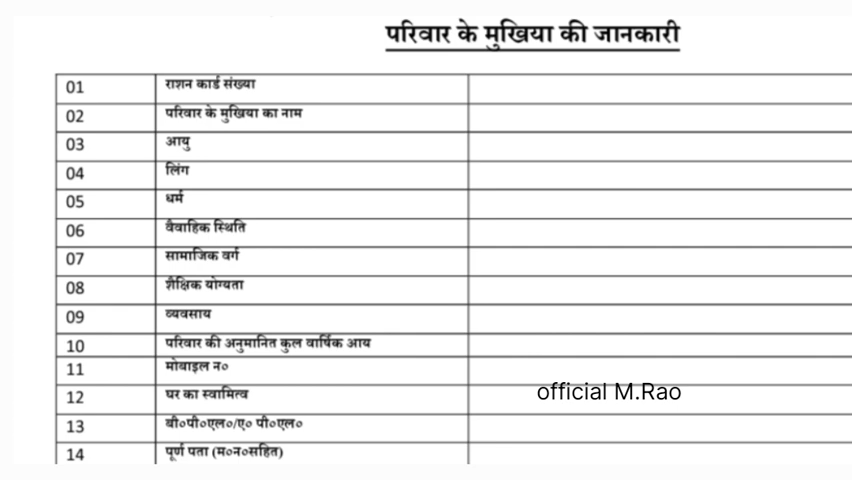 परिवार के मुखिया की जानकारी
01 राशन कार्ड संख्या
02 परिवार के मुखिया का नाम
03 आयु
04 लिंग
05 धर्म
06 वैवाहिक स्थिति
07 सामाजिक वर्ग
08 शैक्षिक योग्यता
09 व्यवसाय
10 परिवार की अनुमानित कुल वार्षिक आय
11 मोबाइल न०
12 घर का स्वामित्व official M.Rao
13 बी०पी०एल०/ए० पी०एल०
14 पूर्ण पता (म०न०सहित)